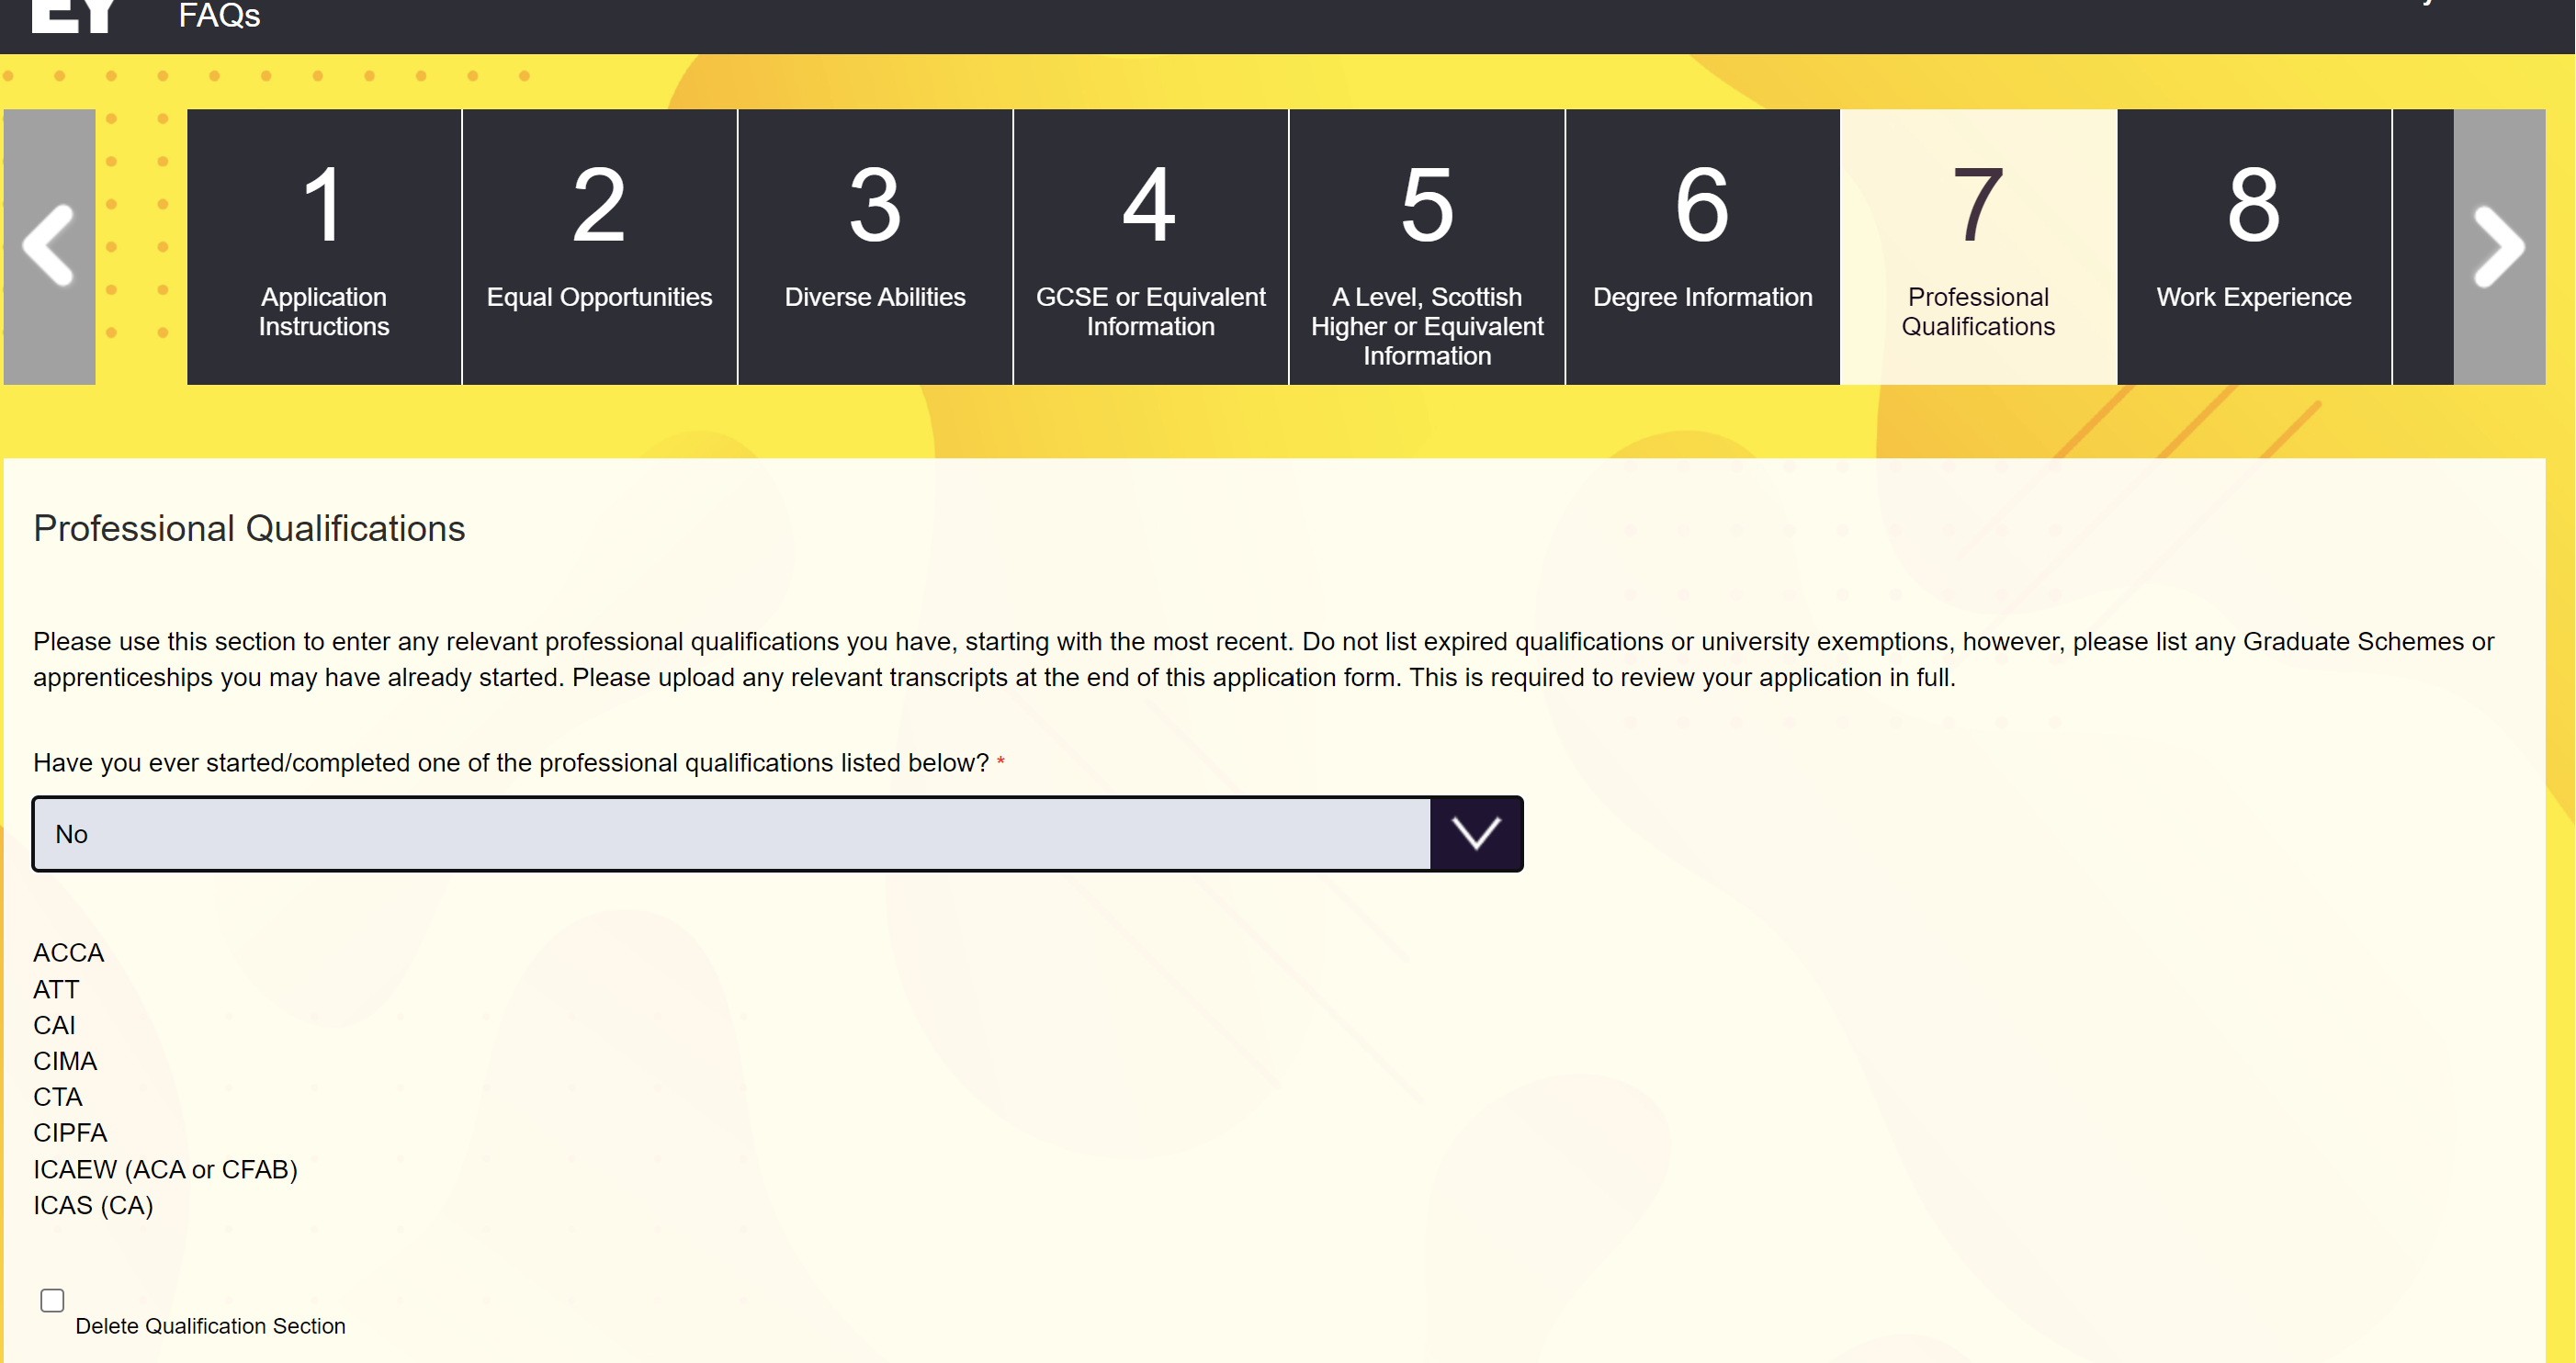 EY
FAQs
1
Application
Instructions
2
Equal Opportunities
3
Diverse Abilities
4
GCSE or Equivalent
Information
5
A Level, Scottish
Higher or Equivalent
Information
6
Degree Information
7
Professional
Qualifications
8
Work Experience
Professional Qualifications
Please use this section to enter any relevant professional qualifications you have, starting with the most recent. Do not list expired qualifications or university exemptions, however, please list any Graduate Schemes or
apprenticeships you may have already started. Please upload any relevant transcripts at the end of this application form. This is required to review your application in full.
Have you ever started/completed one of the professional qualifications listed below? *
No
ACCA
ATT
CAI
CIMA
CTA
CIPFA
ICAEW (ACA or CFAB)
ICAS (CA)
Delete Qualification Section